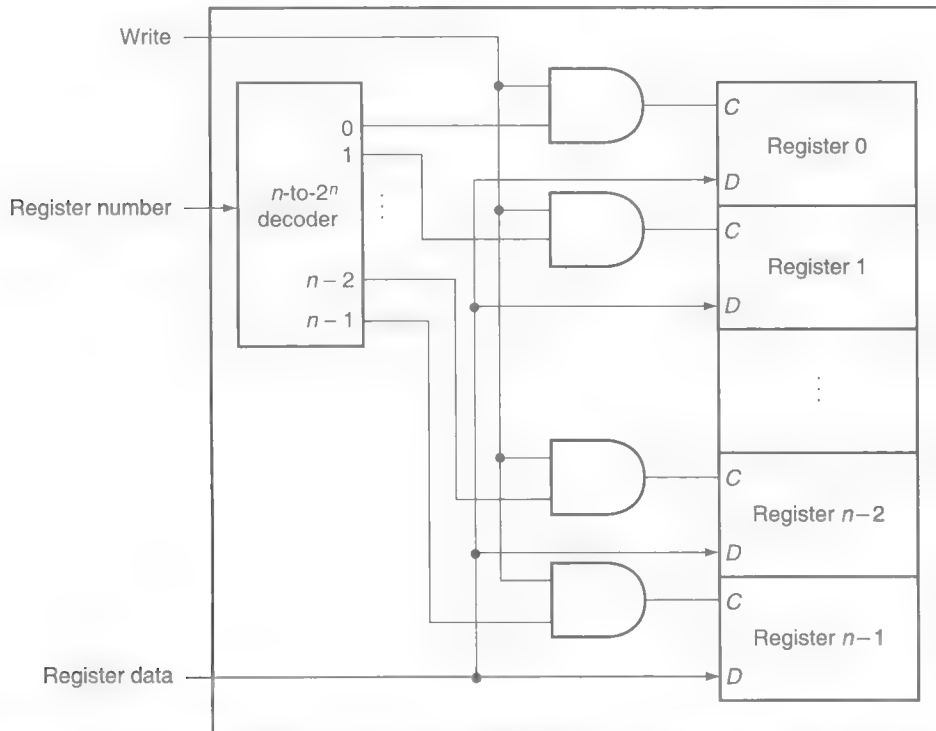 Write
C
0
Register 0
1
D
n-to-2ⁿ
decoder
⋮
Register number
C
Register 1
n – 2
D
n – 1
⋮
C
Register n–2
D
C
Register n–1
Register data
D